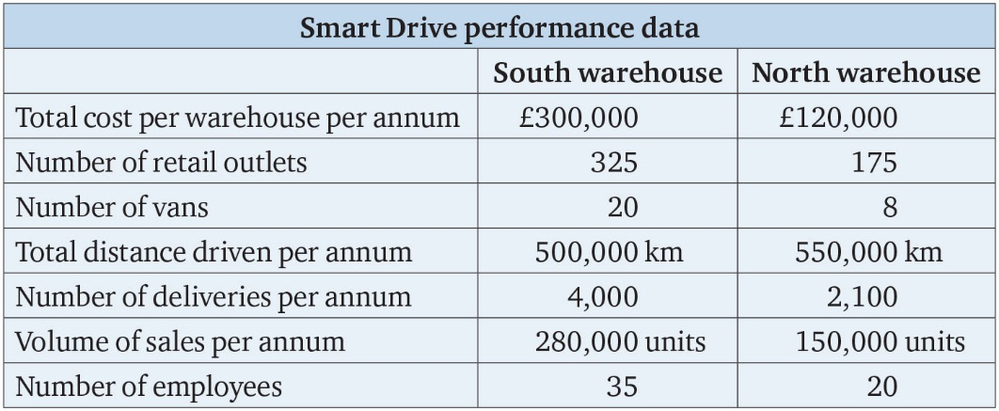 Smart Drive performance data
South warehouse North warehouse
Total cost per warehouse per annum £300,000 £120,000
Number of retail outlets 325 175
Number of vans 20 8
Total distance driven per annum 500,000 km 550,000 km
Number of deliveries per annum 4,000 2,100
Volume of sales per annum 280,000 units 150,000 units
Number of employees 35 20